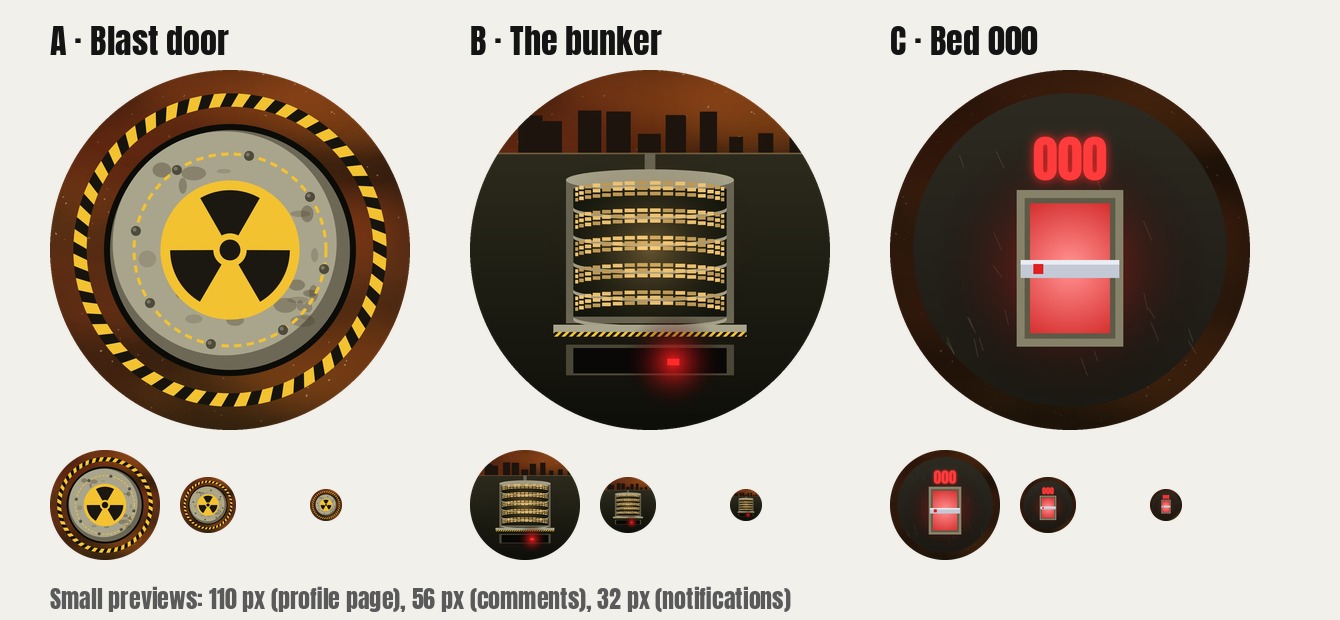 A · Blast door
B · The bunker
C · Bed 000
000
Small previews: 110 px (profile page), 56 px (comments), 32 px (notifications)